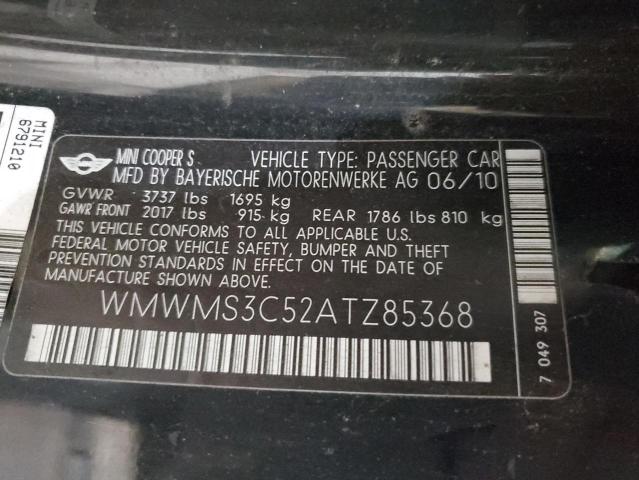 MINI COOPER S VEHICLE TYPE: PASSENGER CAR
MFD BY BAYERISCHE MOTORENWERKE AG 06/10
GVWR - 3737 lbs 1695 kg
GAWR FRONT 2017 lbs 915 kg REAR 1786 lbs 810 kg
THIS VEHICLE CONFORMS TO ALL APPLICABLE U.S.
FEDERAL MOTOR VEHICLE SAFETY, BUMPER AND THEFT
PREVENTION STANDARDS IN EFFECT ON THE DATE OF
MANUFACTURE SHOWN ABOVE.
WMWMS3C52ATZ85368
7 049 307
MINI
6791210